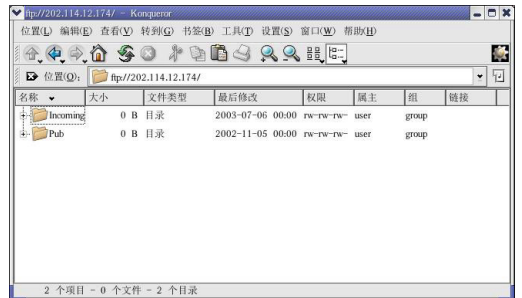 ftp://202.114.12.174/ - Konqueror
位置(L) 编辑(E) 查看(V) 转到(G) 书签(B) 工具(T) 设置(S) 窗口(W) 帮助(H)
位置(O): ftp://202.114.12.174/
名称 大小 文件类型 最后修改 权限 属主 组 链接
Incoming 0 B 目录 2003-07-06 00:00 rw-rw-rw- user group
Pub 0 B 目录 2002-11-05 00:00 rw-rw-rw- user group
2 个项目 - 0 个文件 - 2 个目录